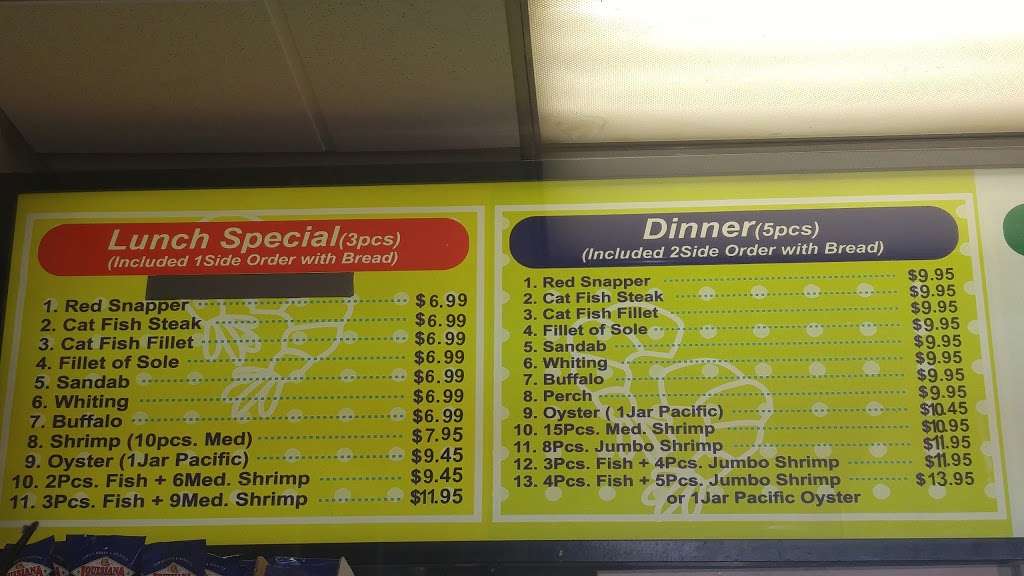 Lunch Special(3pcs)
(Included 1Side Order with Bread)
1. Red Snapper $6.99
2. Cat Fish Steak $6.99
3. Cat Fish Fillet $6.99
4. Fillet of Sole $6.99
5. Sandab $6.99
6. Whiting $6.99
7. Buffalo $6.99
8. Shrimp (10pcs. Med) $7.95
9. Oyster (1Jar Pacific) $9.45
10. 2Pcs. Fish + 6Med. Shrimp $9.45
11. 3Pcs. Fish + 9Med. Shrimp $11.95
Dinner(5pcs)
(Included 2Side Order with Bread)
1. Red Snapper $9.95
2. Cat Fish Steak $9.95
3. Cat Fish Fillet $9.95
4. Fillet of Sole $9.95
5. Sandab $9.95
6. Whiting $9.95
7. Buffalo $9.95
8. Perch $9.95
9. Oyster ( 1Jar Pacific) $10.45
10. 15Pcs. Med. Shrimp $10.95
11. 8Pcs. Jumbo Shrimp $11.95
12. 3Pcs. Fish + 4Pcs. Jumbo Shrimp $11.95
13. 4Pcs. Fish + 5Pcs. Jumbo Shrimp $13.95
or 1Jar Pacific Oyster
LOUISIANA